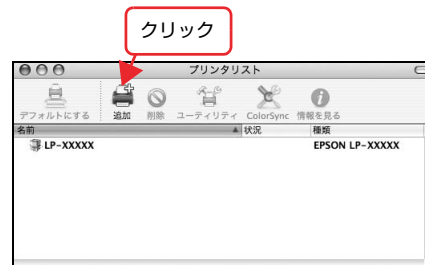 クリック
プリンタリスト
デフォルトにする 追加 削除 ユーティリティ ColorSync 情報を見る
名前 状況 種類
LP-XXXXX EPSON LP-XXXXX